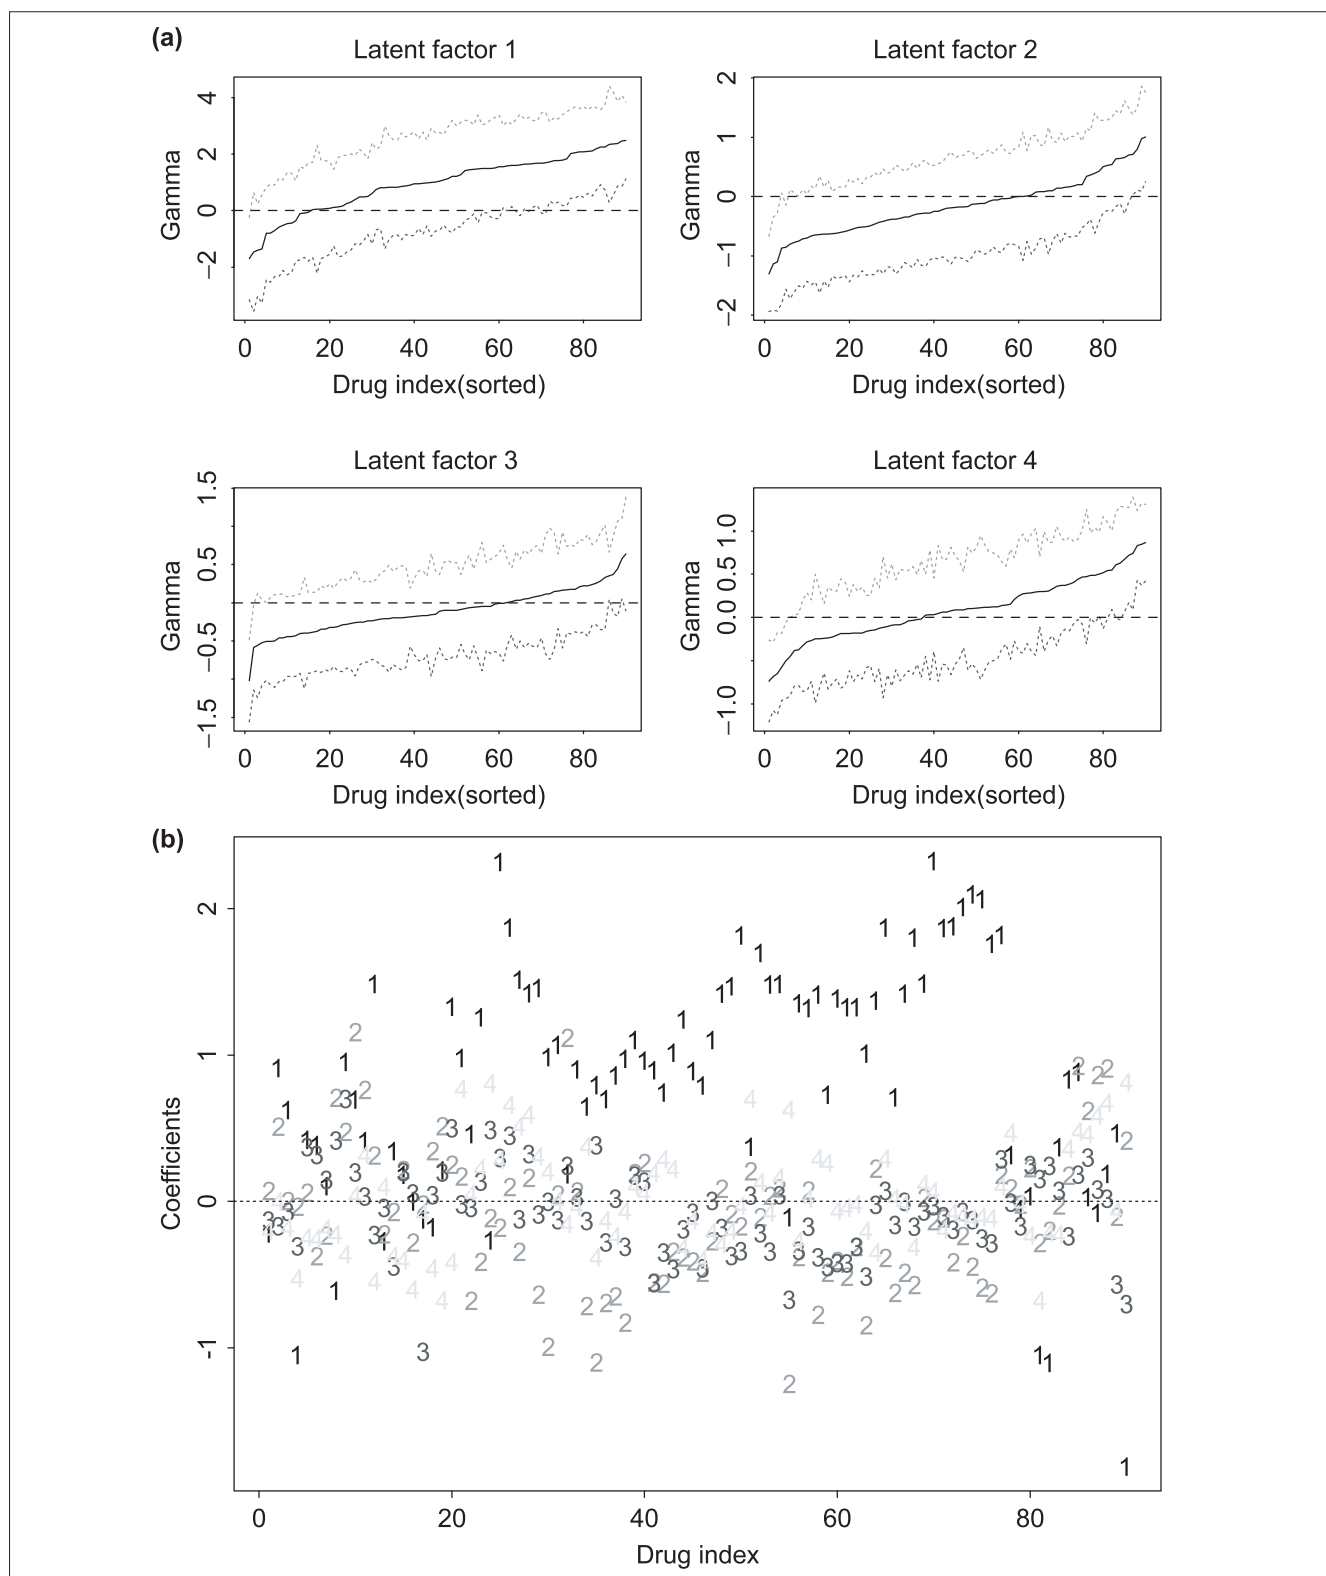 (a)
Latent factor 1
Latent factor 2
Gamma
4
2
0
−2
0 20 40 60 80
Drug index(sorted)
Gamma
2
1
0
−1
−2
0 20 40 60 80
Drug index(sorted)
Latent factor 3
Latent factor 4
Gamma
1.5
0.5
−0.5
−1.5
0 20 40 60 80
Drug index(sorted)
Gamma
1.0
0.5
0.0
−1.0
0 20 40 60 80
Drug index(sorted)
(b)
Coefficients
2
1
0
-1
0 20 40 60 80
Drug index